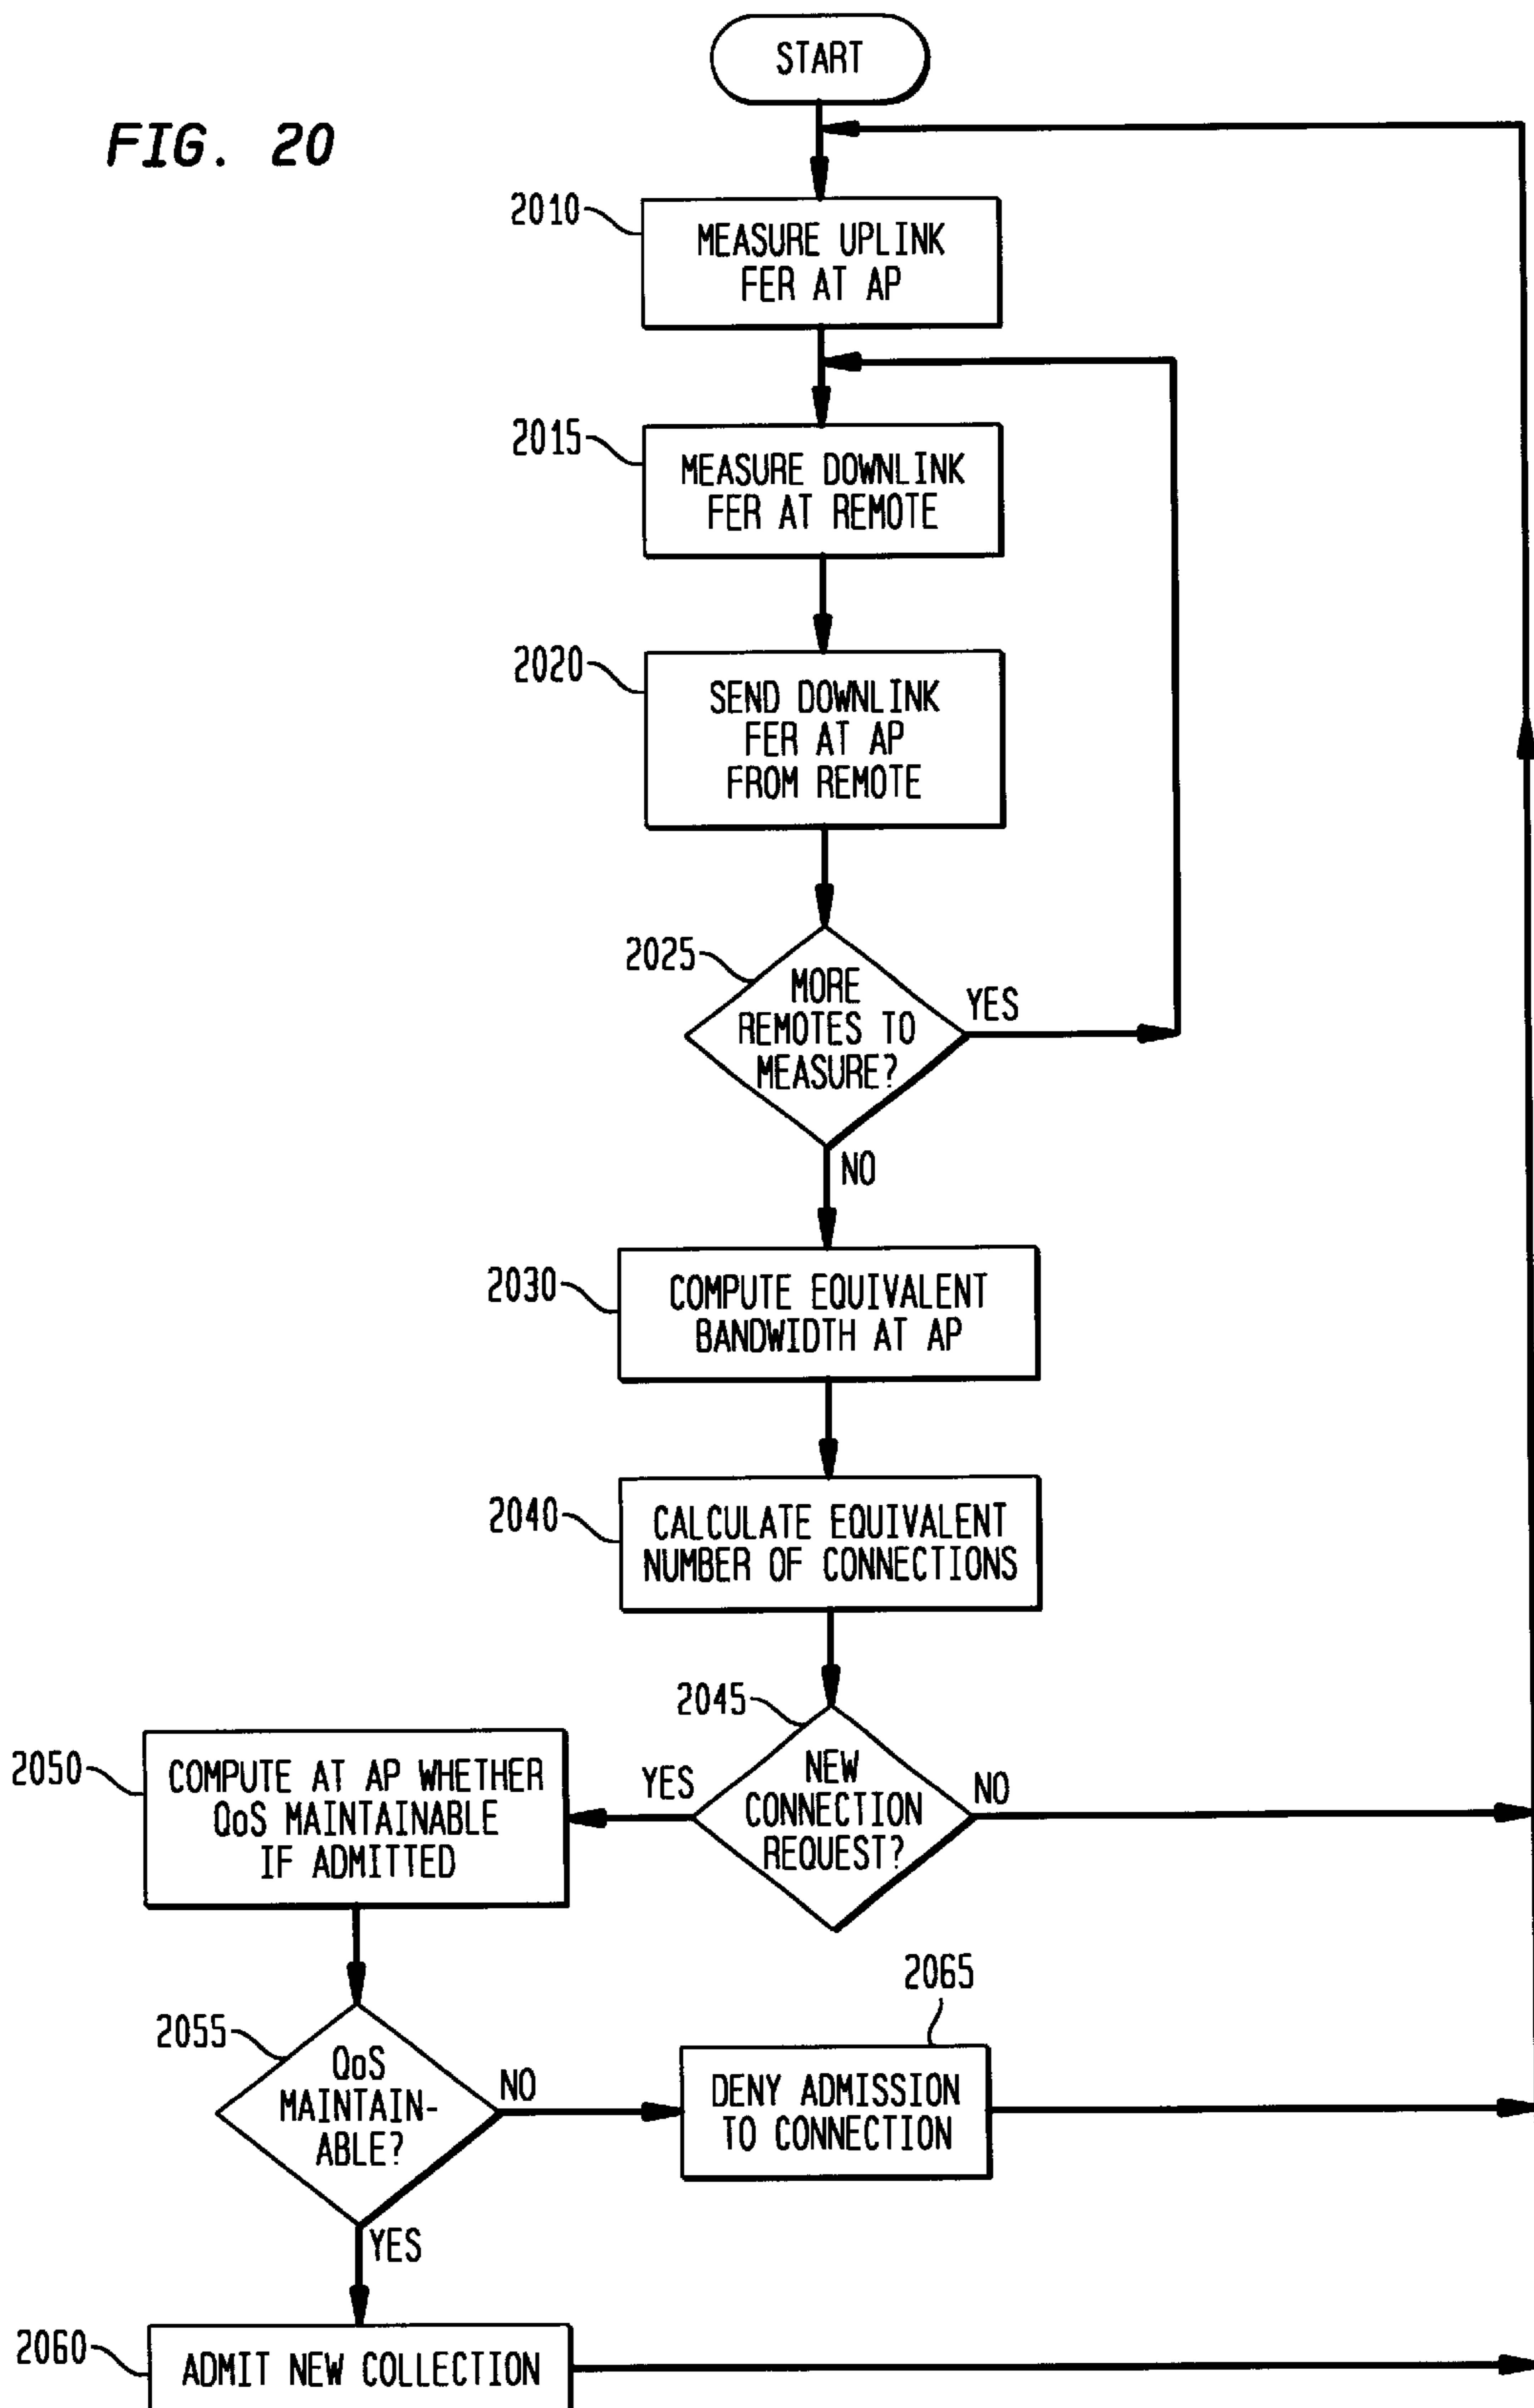 START
FIG. 20
2010
MEASURE UPLINK
FER AT AP
2015
MEASURE DOWNLINK
FER AT REMOTE
2020
SEND DOWNLINK
FER AT AP
FROM REMOTE
2025
MORE
REMOTES TO
MEASURE?
YES
NO
2030
COMPUTE EQUIVALENT
BANDWIDTH AT AP
2040
CALCULATE EQUIVALENT
NUMBER OF CONNECTIONS
2045
NEW
CONNECTION
REQUEST?
YES
NO
2050
COMPUTE AT AP WHETHER
QoS MAINTAINABLE
IF ADMITTED
2055
QoS
MAINTAIN-
ABLE?
NO
2065
DENY ADMISSION
TO CONNECTION
YES
2060
ADMIT NEW COLLECTION